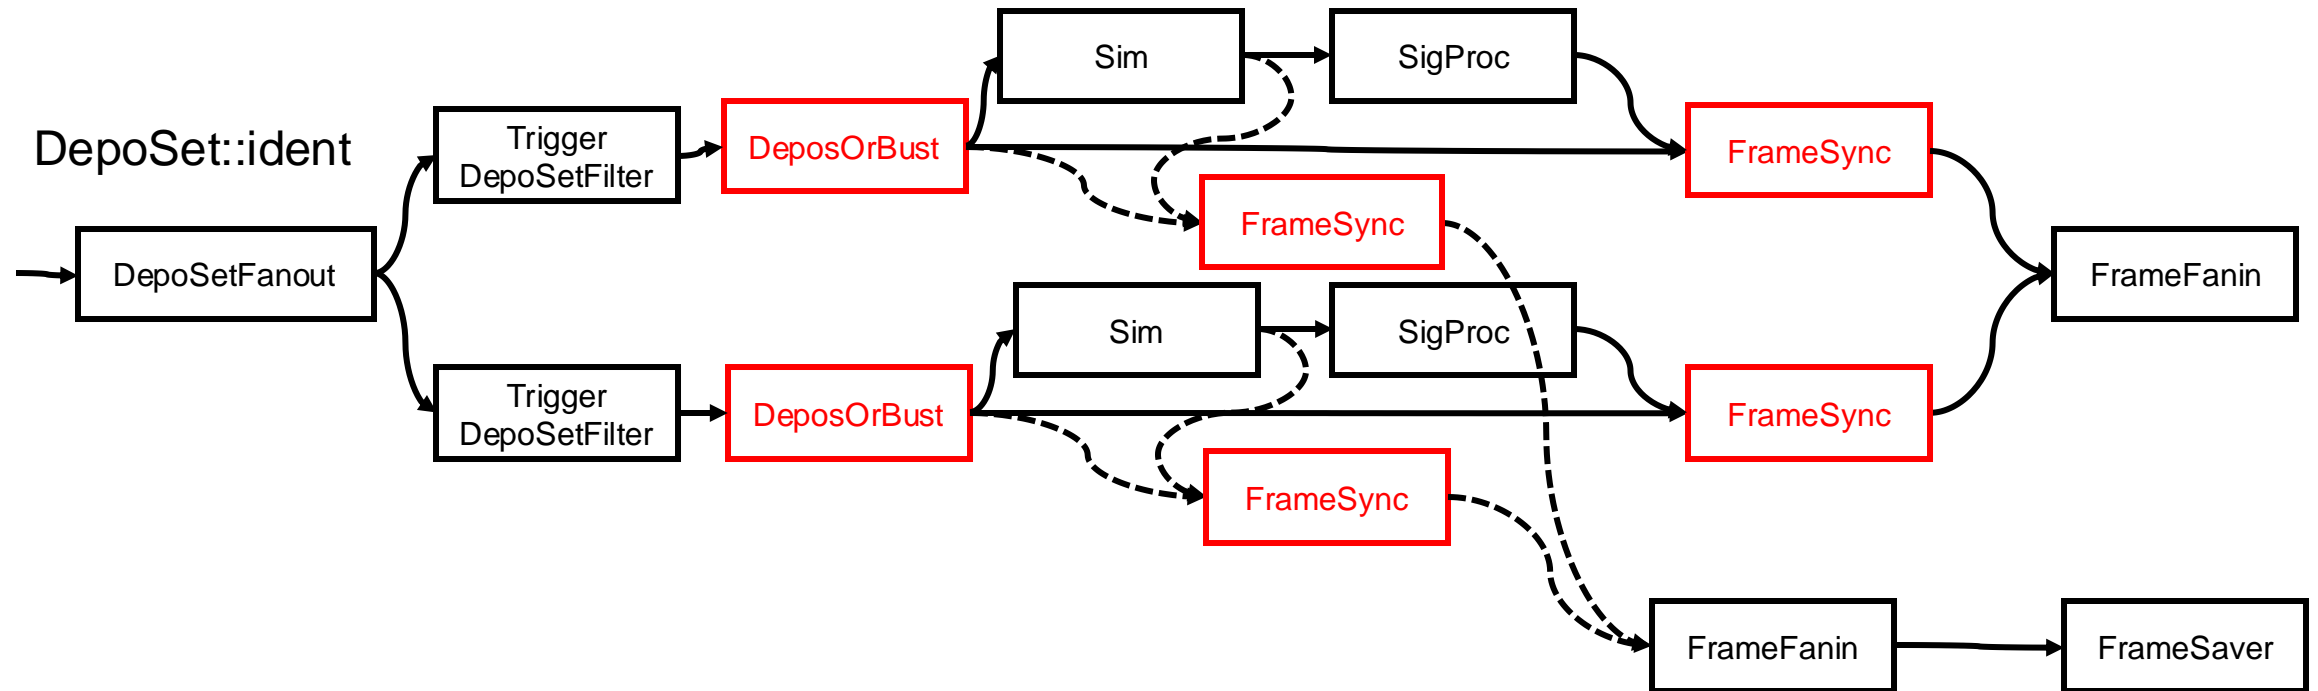 Sim
SigProc
DepoSet::ident
Trigger
DepoSetFilter
DeposOrBust
FrameSync
FrameSync
DepoSetFanout
FrameFanin
Sim
SigProc
Trigger
DepoSetFilter
DeposOrBust
FrameSync
FrameSync
FrameFanin
FrameSaver